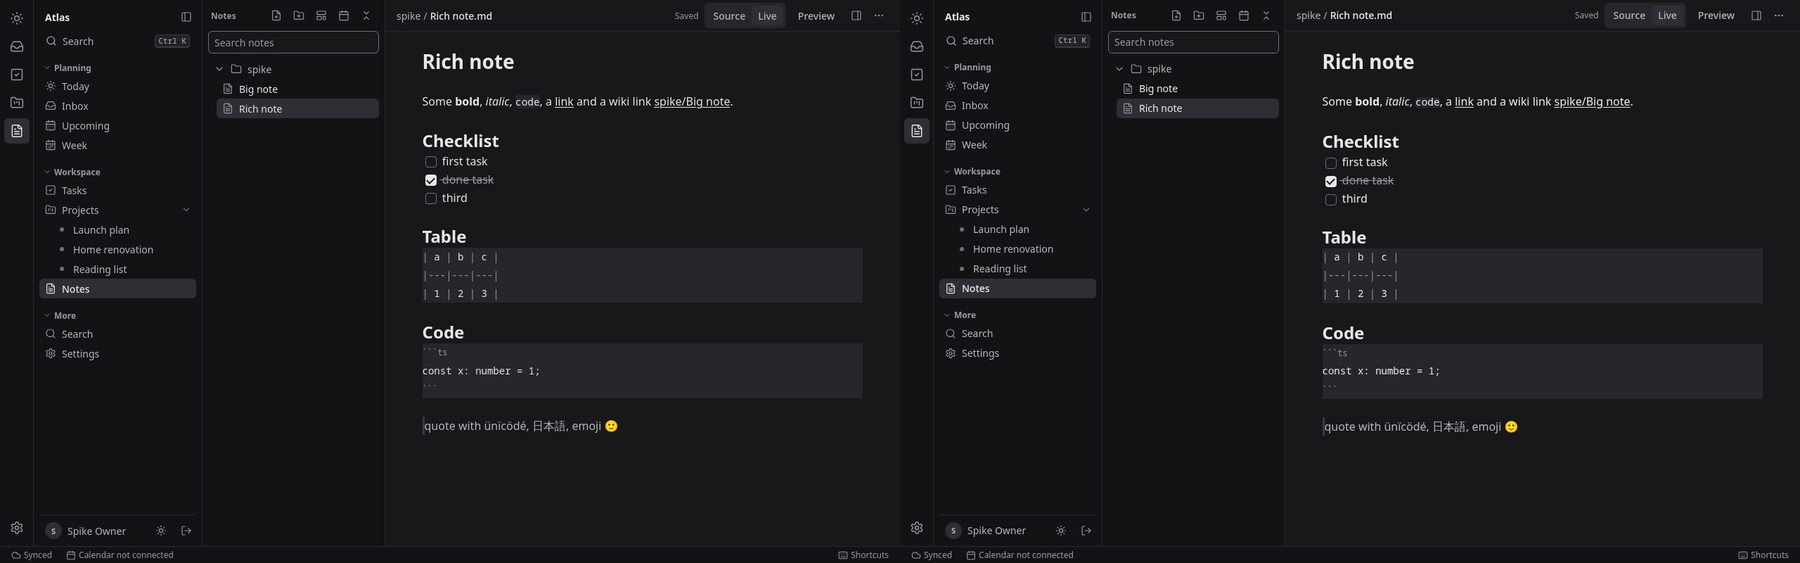 Atlas
Search Ctrl K
Planning
Today
Inbox
Upcoming
Week
Workspace
Tasks
Projects
Launch plan
Home renovation
Reading list
Notes
More
Search
Settings
S Spike Owner
Notes
Search notes
spike
Big note
Rich note
spike / Rich note.md Saved Source Live Preview
Rich note
Some bold, italic, code, a link and a wiki link spike/Big note.
Checklist
first task
done task
third
Table
| a | b | c |
|---|---|---|
| 1 | 2 | 3 |
Code
```ts
const x: number = 1;
```
quote with ünïcödé, 日本語, emoji 🙂
Synced Calendar not connected Shortcuts
Atlas
Search Ctrl K
Planning
Today
Inbox
Upcoming
Week
Workspace
Tasks
Projects
Launch plan
Home renovation
Reading list
Notes
More
Search
Settings
S Spike Owner
Notes
Search notes
spike
Big note
Rich note
spike / Rich note.md Saved Source Live Preview
Rich note
Some bold, italic, code, a link and a wiki link spike/Big note.
Checklist
first task
done task
third
Table
| a | b | c |
|---|---|---|
| 1 | 2 | 3 |
Code
```ts
const x: number = 1;
```
quote with ünïcödé, 日本語, emoji 🙂
Synced Calendar not connected Shortcuts